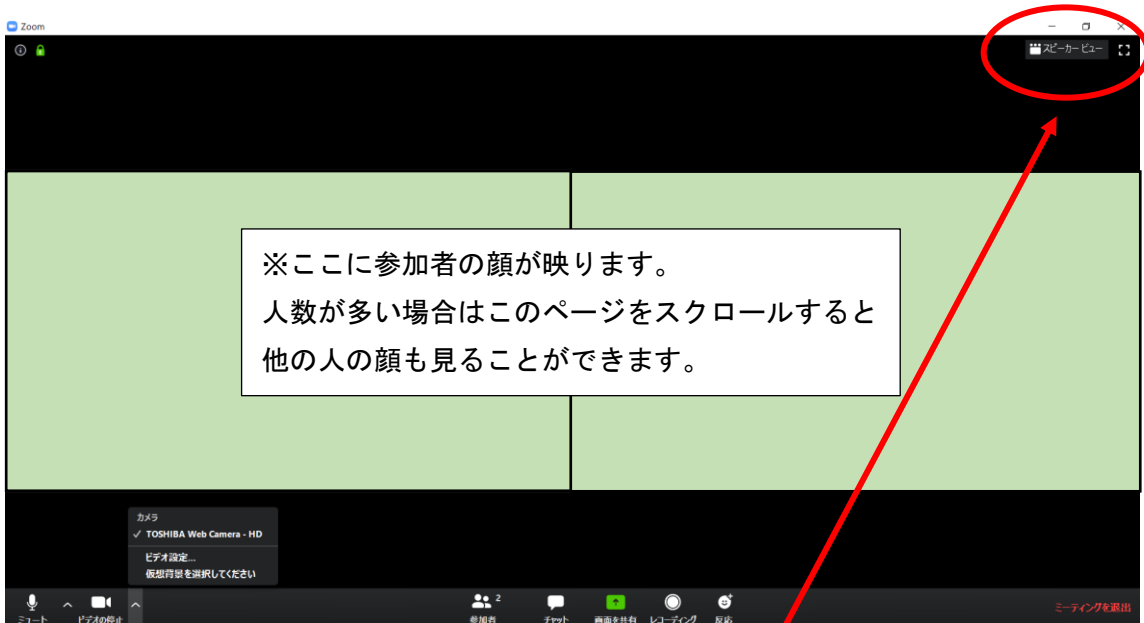 Zoom
スピーカー ビュー
※ここに参加者の顔が映ります。
人数が多い場合はこのページをスクロールすると
他の人の顔も見ることができます。
カメラ
✓ TOSHIBA Web Camera - HD
ビデオ設定...
仮想背景を選択してください
2
ミュート ビデオの停止 参加者 チャット 画面を共有 レコーディング 反応 ミーティングを退出